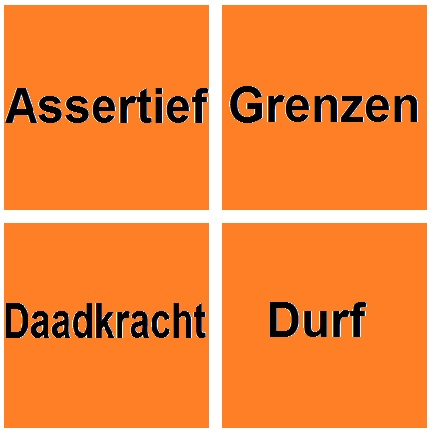 Assertief
Grenzen
Daadkracht
Durf